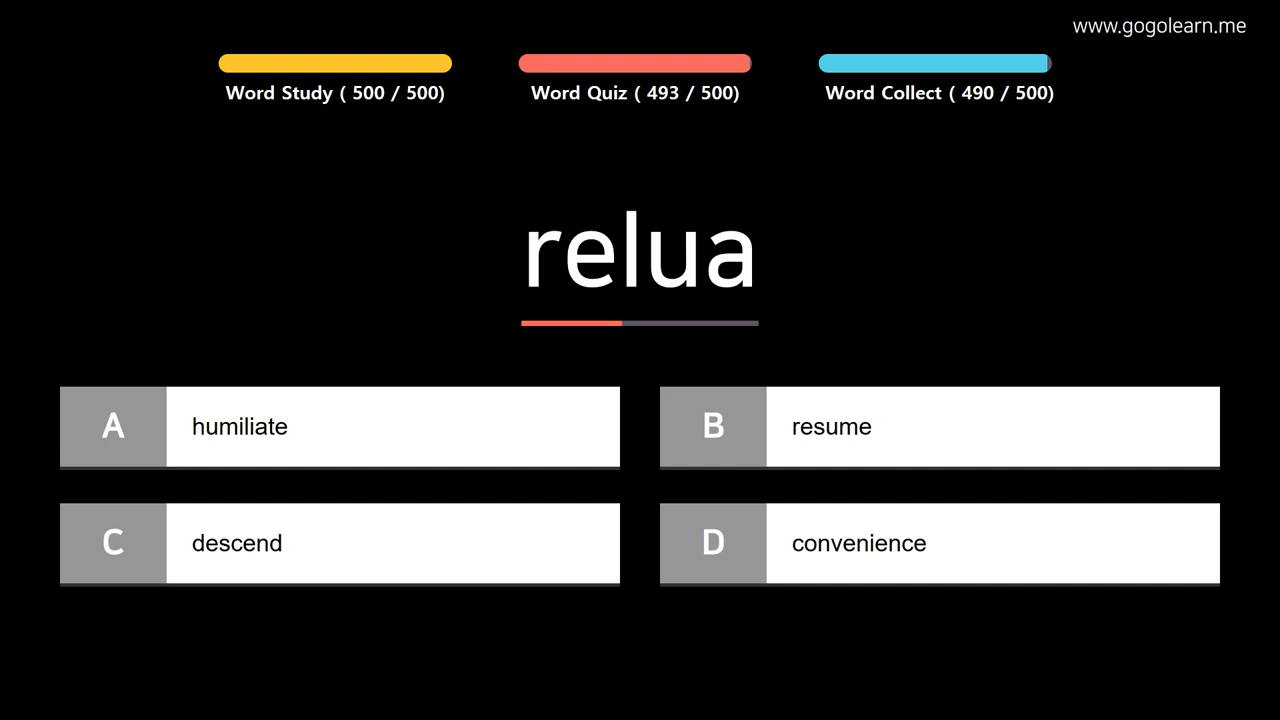 www.gogolearn.me
Word Study ( 500 / 500)
Word Quiz ( 493 / 500)
Word Collect ( 490 / 500)
relua
A humiliate
B resume
C descend
D convenience